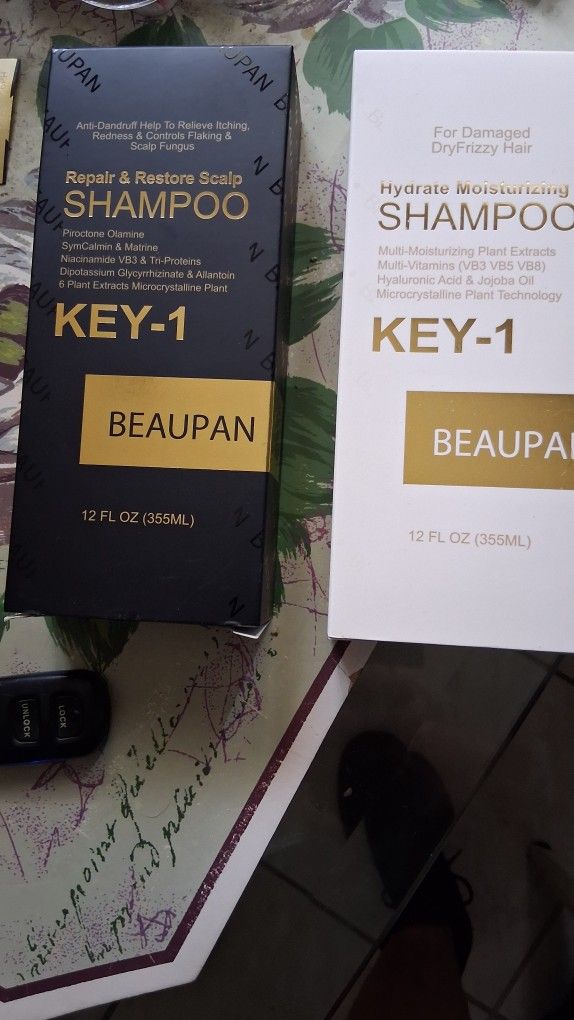 Anti-Dandruff Help To Relieve Itching,
Redness & Controls Flaking &
Scalp Fungus
Repair & Restore Scalp
SHAMPOO
Piroctone Olamine
SymCalmin & Matrine
Niacinamide VB3 & Tri-Proteins
Dipotassium Glycyrrhizinate & Allantoin
6 Plant Extracts Microcrystalline Plant
KEY-1
BEAUPAN
12 FL OZ (355ML)
For Damaged
DryFrizzy Hair
Hydrate Moisturizing
SHAMPOO
Multi-Moisturizing Plant Extracts
Multi-Vitamins (VB3 VB5 VB8)
Hyaluronic Acid & Jojoba Oil
Microcrystalline Plant Technology
KEY-1
BEAUPA
12 FL OZ (355ML)
UNLOCK
LOCK